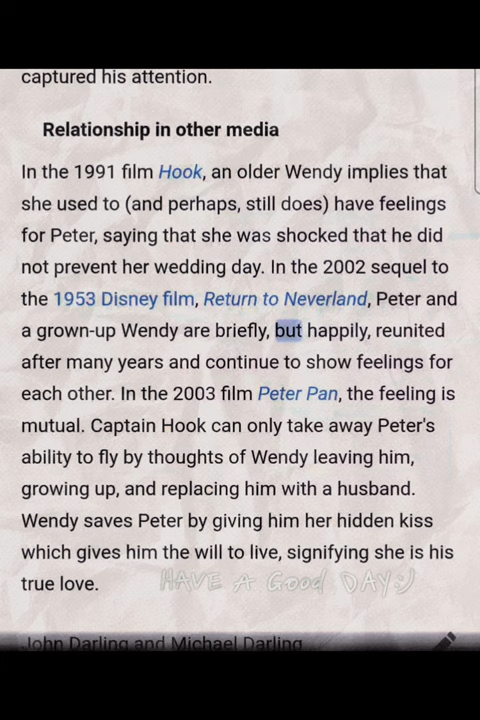 captured his attention.
Relationship in other media
In the 1991 film Hook, an older Wendy implies that
she used to (and perhaps, still does) have feelings
for Peter, saying that she was shocked that he did
not prevent her wedding day. In the 2002 sequel to
the 1953 Disney film, Return to Neverland, Peter and
a grown-up Wendy are briefly, but happily, reunited
after many years and continue to show feelings for
each other. In the 2003 film Peter Pan, the feeling is
mutual. Captain Hook can only take away Peter's
ability to fly by thoughts of Wendy leaving him,
growing up, and replacing him with a husband.
Wendy saves Peter by giving him her hidden kiss
which gives him the will to live, signifying she is his
true love.
HAVE A Good DAY:)
John Darling and Michael Darling